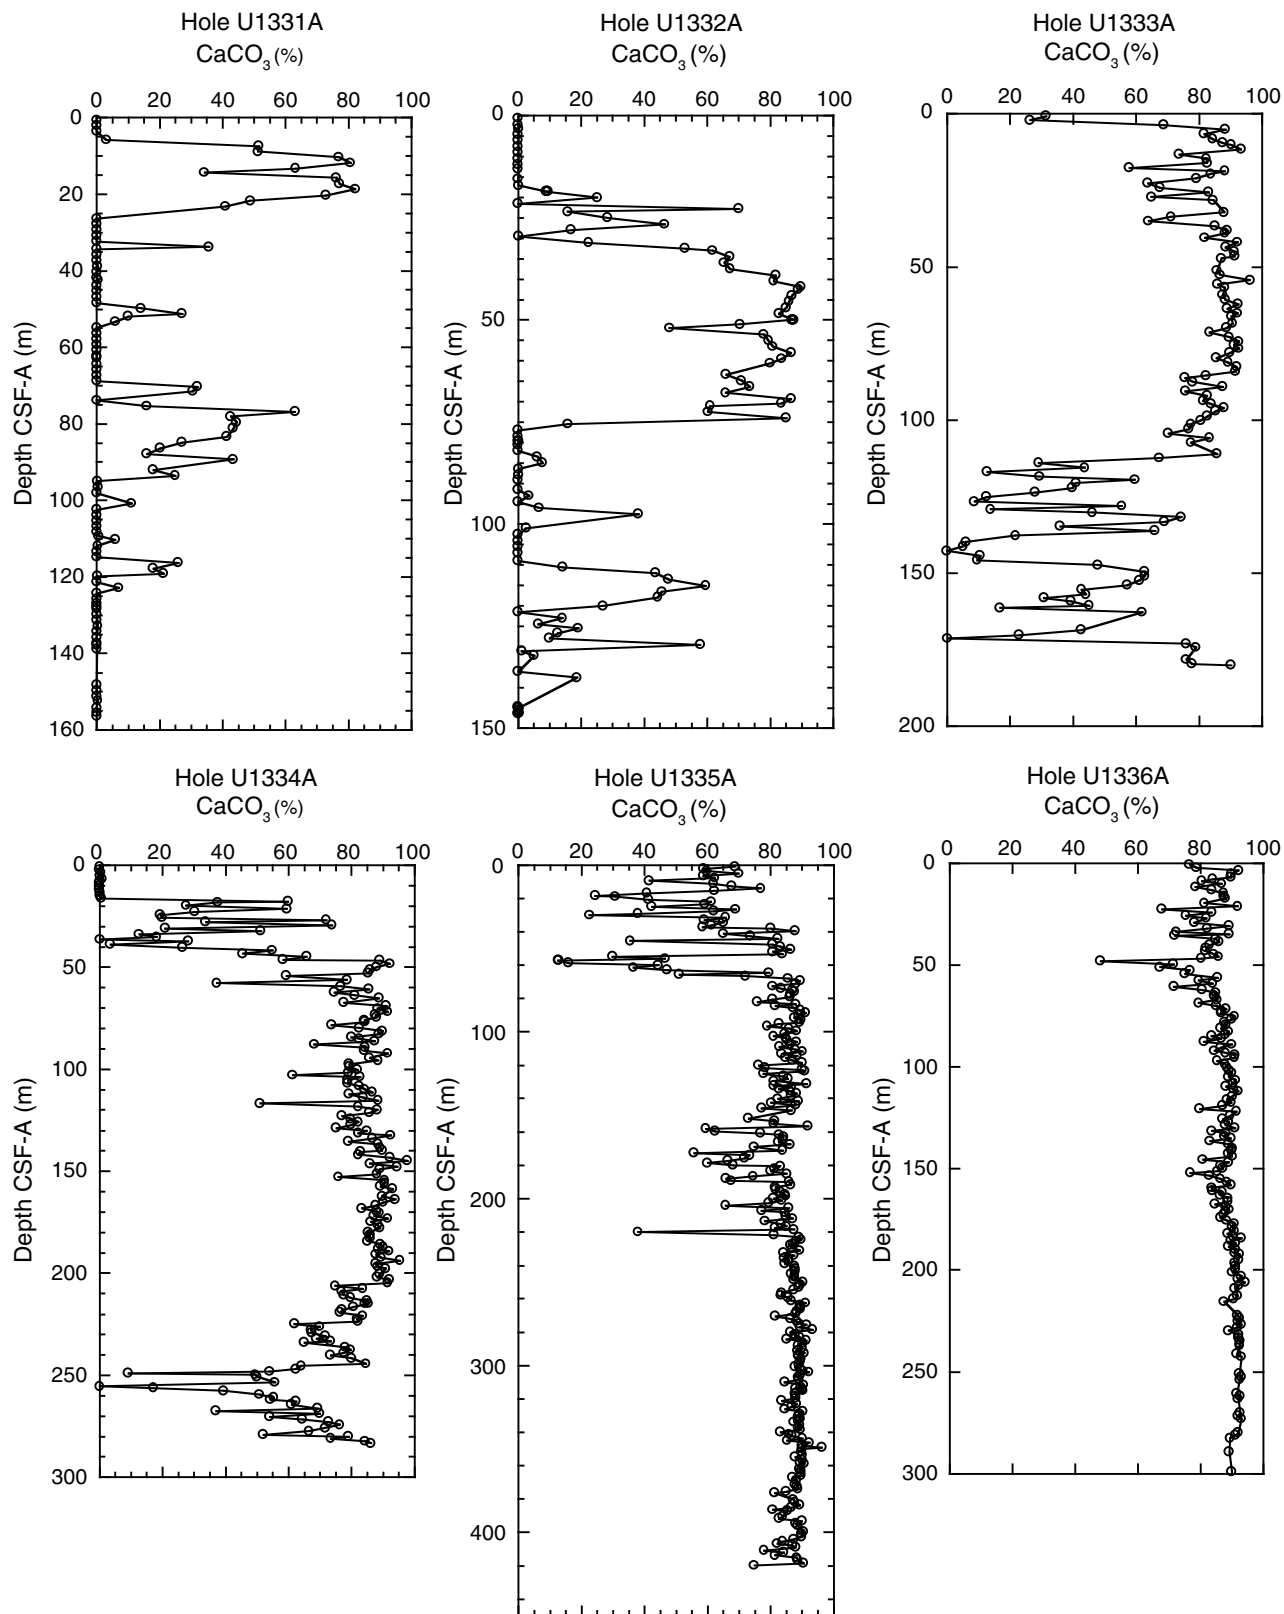 Hole U1331A
CaCO3 (%)
0 20 40 60 80 100
0
20
40
60
80
100
120
140
160
Depth CSF-A (m)
Hole U1332A
CaCO3 (%)
0 20 40 60 80 100
0
50
100
150
Depth CSF-A (m)
Hole U1333A
CaCO3 (%)
0 20 40 60 80 100
0
50
100
150
200
Depth CSF-A (m)
Hole U1334A
CaCO3 (%)
0 20 40 60 80 100
0
50
100
150
200
250
300
Depth CSF-A (m)
Hole U1335A
CaCO3 (%)
0 20 40 60 80 100
0
100
200
300
400
Depth CSF-A (m)
Hole U1336A
CaCO3 (%)
0 20 40 60 80 100
0
50
100
150
200
250
300
Depth CSF-A (m)